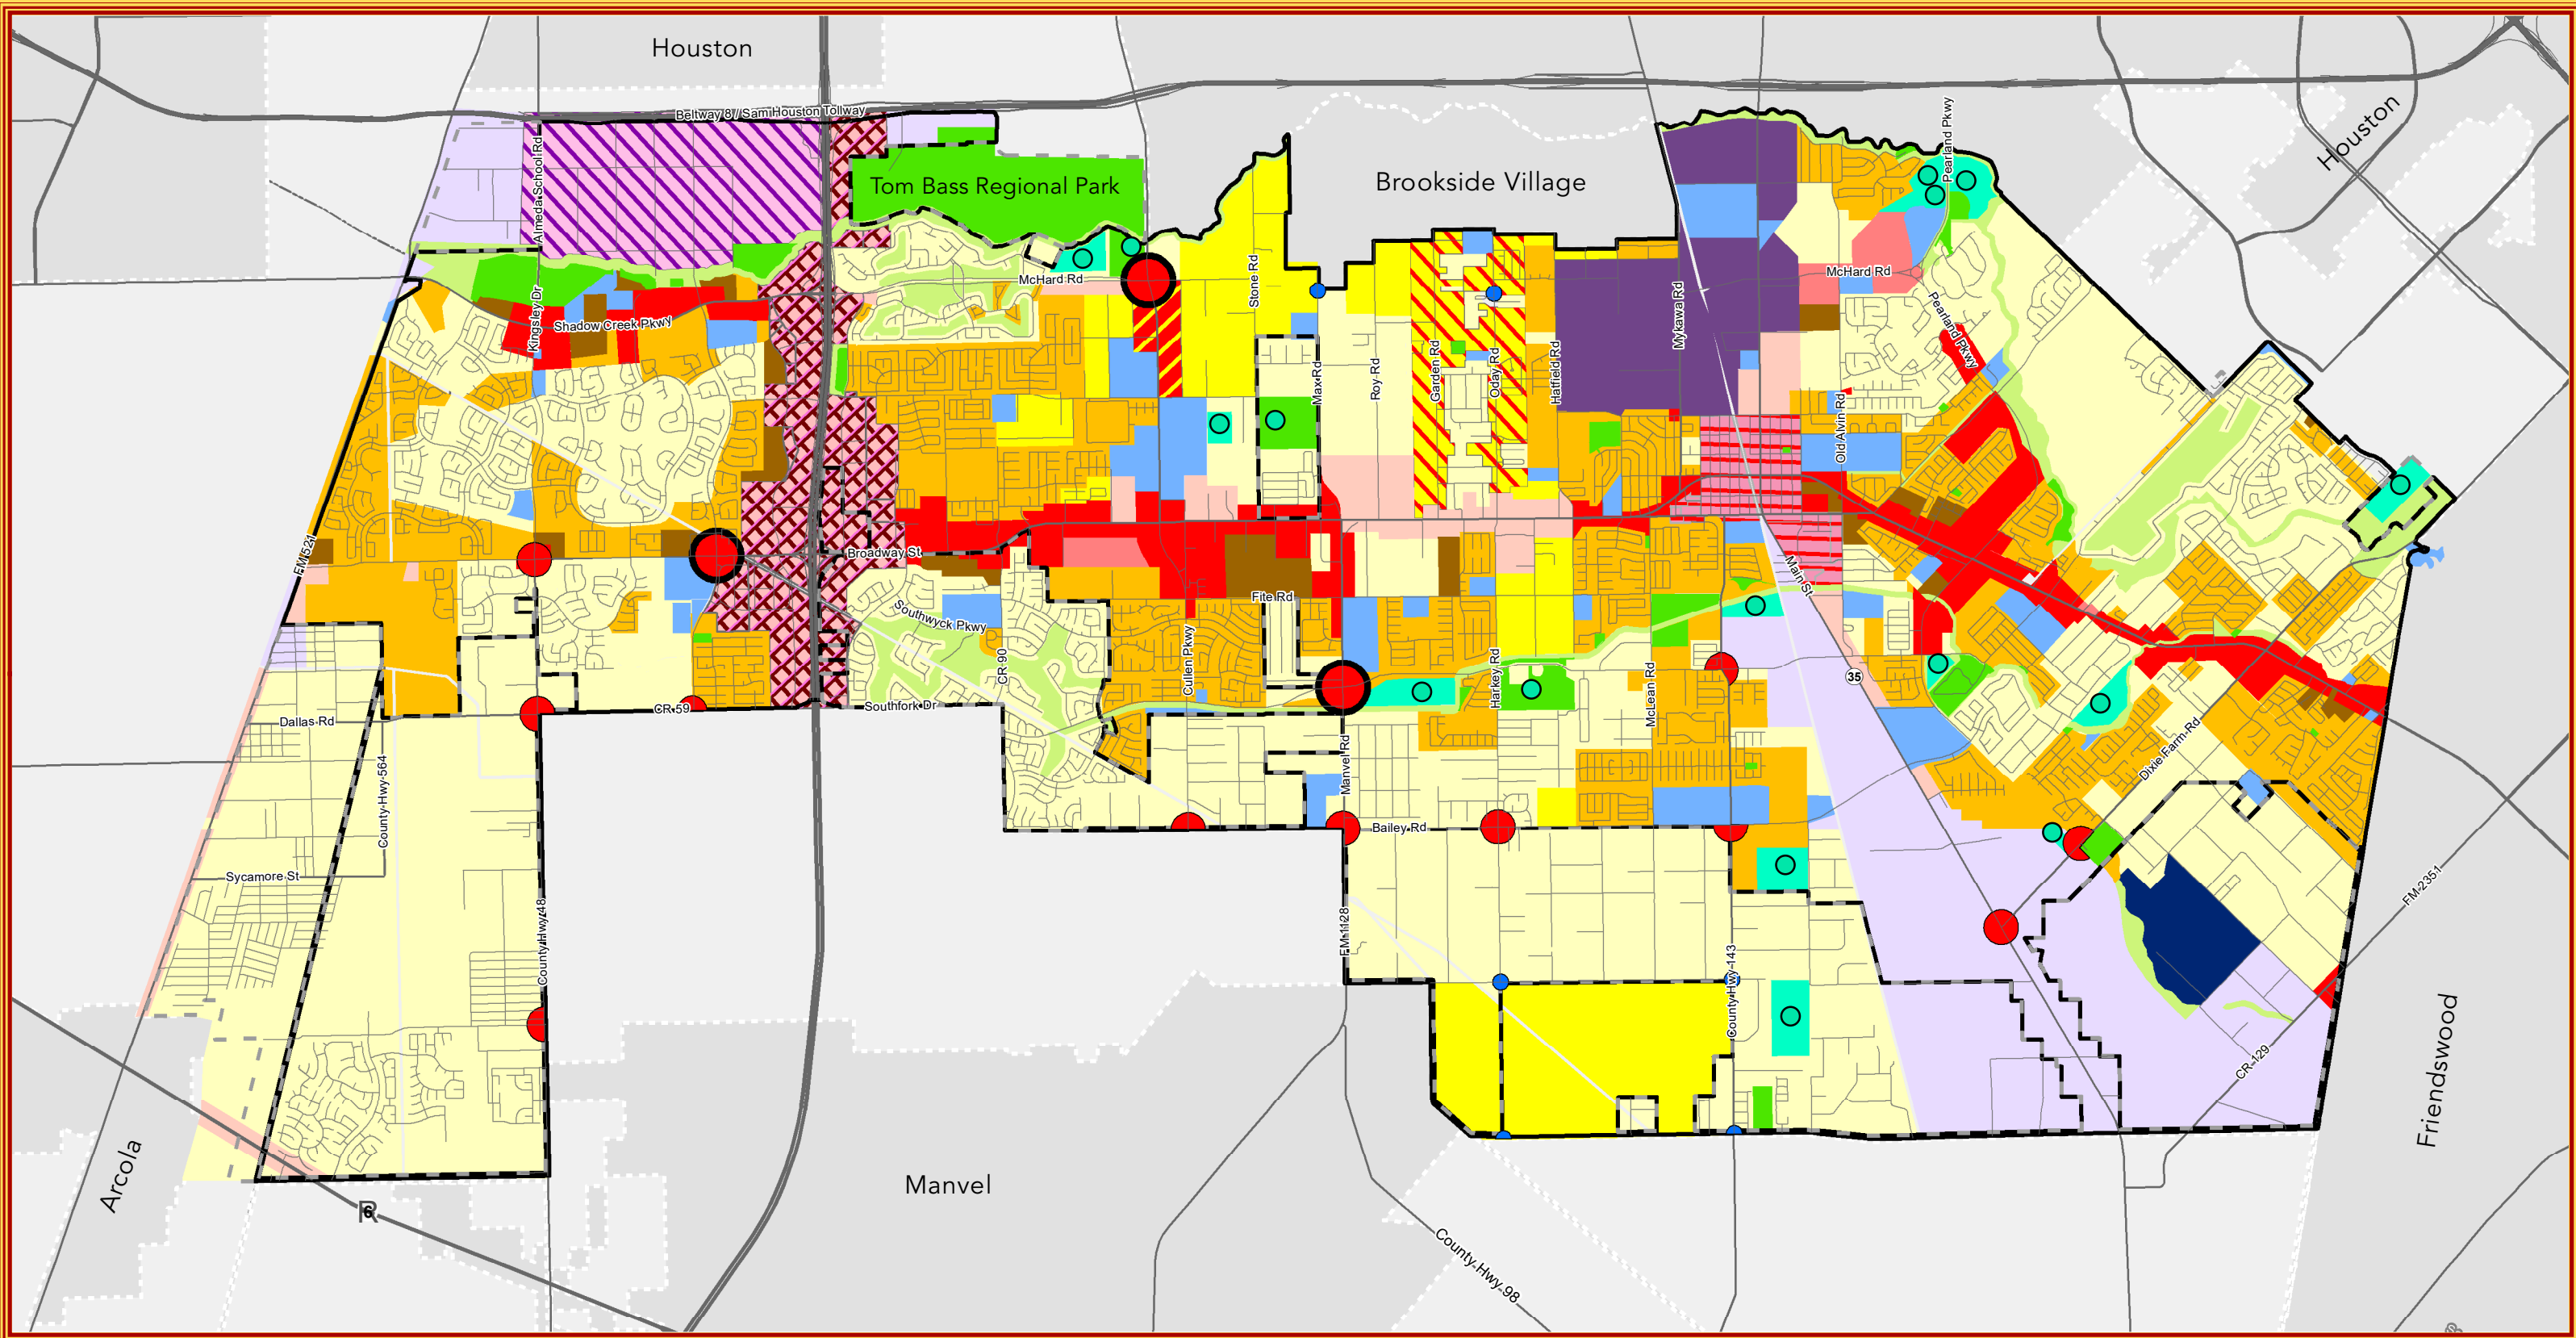 Houston
Beltway 8 / Sam Houston Tollway
Houston
Pearland Pkwy
Almeda School Rd
Tom Bass Regional Park
Brookside Village
McHard Rd
McHard Rd
Stone Rd
Kingsley Dr
Shadow Creek Pkwy
Mykawa Rd
Pearland Pkwy
Max Rd
Roy Rd
Garden Rd
Oday Rd
Hatfield Rd
Old Alvin Rd
FM 521
Broadway St
Main St
Fite Rd
Southwyck Pkwy
CR 90
Cullen Pkwy
Harkey Rd
McLean Rd
35
CR 59
Southfork Dr
Dallas Rd
Dixie Farm Rd
County Hwy 564
Manvel Rd
Bailey Rd
Sycamore St
FM 2351
County Hwy 48
FM 1128
County Hwy 143
CR 129
Friendswood
Arcola
Manvel
6
County Hwy 98